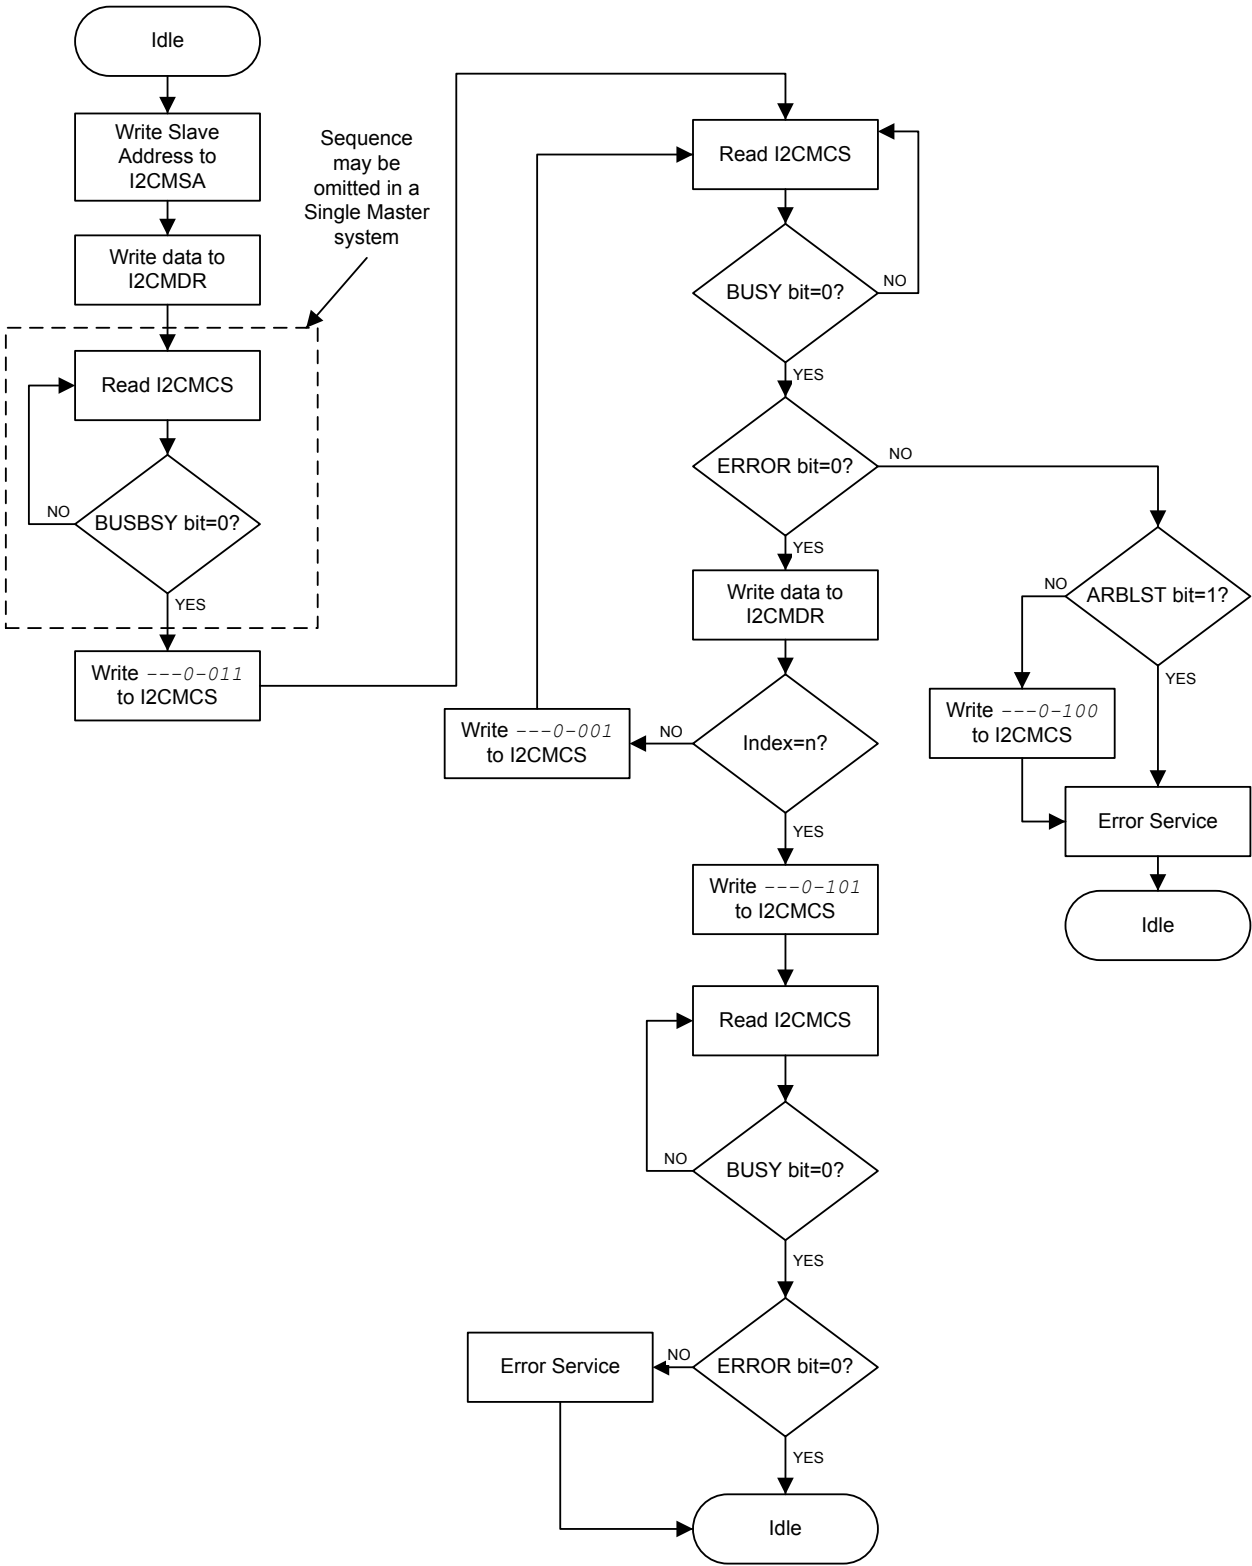 Idle
Write Slave
Address to
I2CMSA
Write data to
I2CMDR
Sequence
may be
omitted in a
Single Master
system
Read I2CMCS
BUSBSY bit=0?
NO
YES
Write ---0-011
to I2CMCS
Read I2CMCS
BUSY bit=0?
NO
YES
ERROR bit=0?
NO
YES
Write data to
I2CMDR
Index=n?
NO
Write ---0-001
to I2CMCS
YES
Write ---0-101
to I2CMCS
Read I2CMCS
BUSY bit=0?
NO
YES
ERROR bit=0?
NO
Error Service
YES
Idle
ARBLST bit=1?
NO
YES
Write ---0-100
to I2CMCS
Error Service
Idle